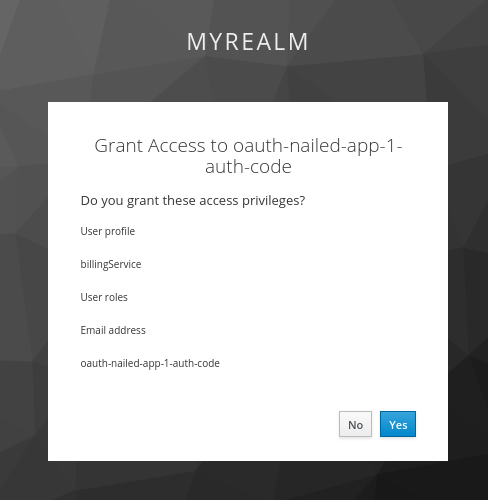 MYREALM
Grant Access to oauth-nailed-app-1-
auth-code
Do you grant these access privileges?
User profile
billingService
User roles
Email address
oauth-nailed-app-1-auth-code
No Yes